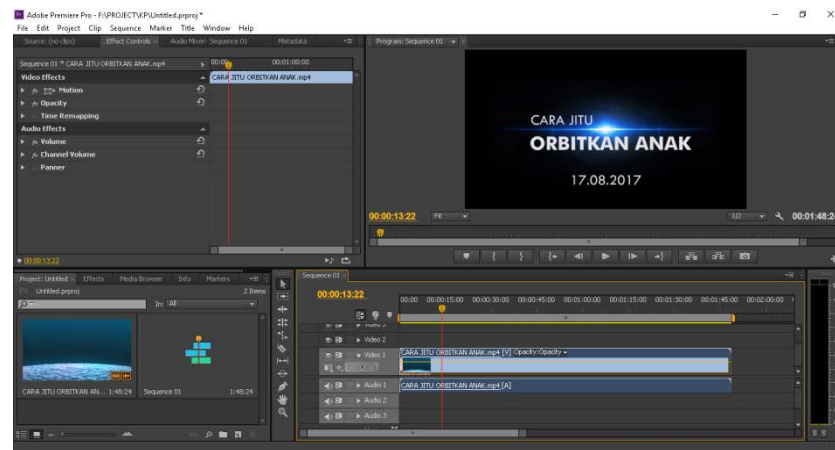 Adobe Premiere Pro - F:\PROJECT\KP\Untitled.prproj *
File Edit Project Clip Sequence Marker Title Window Help
Source: (no clips) Effect Controls Audio Mixer: Sequence 01 Metadata
Program: Sequence 01
Sequence 01 * CARA JITU ORBITKAN ANAK.mp4
00:00 00:01:00:00
Video Effects
CARA JITU ORBITKAN ANAK.mp4
fx Motion
fx Opacity
Time Remapping
Audio Effects
fx Volume
fx Channel Volume
Panner
00:00:13:22
CARA JITU
ORBITKAN ANAK
17.08.2017
00:00:13:22 Fit 1/2 00:01:48:2
Project: Untitled Effects Media Browser Info Markers
Untitled.prproj 2 Items
In: All
CARA JITU ORBITKAN AN... 1:48:24
Sequence 01 1:48:24
Sequence 01
00:00:13:22
00:00 00:00:15:00 00:00:30:00 00:00:45:00 00:01:00:00 00:01:15:00 00:01:30:00 00:01:45:00 00:02:00:00
Video 3
Video 2
Video 1 CARA JITU ORBITKAN ANAK.mp4 [V] Opacity:Opacity
Audio 1 CARA JITU ORBITKAN ANAK.mp4 [A]
Audio 2
Audio 3
S S